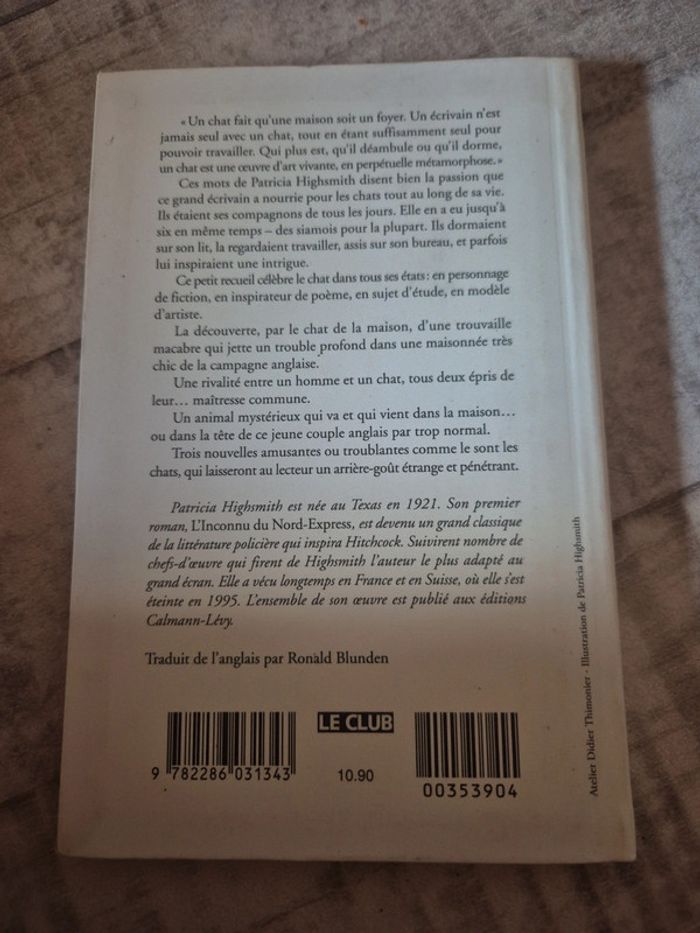 « Un chat fait qu'une maison soit un foyer. Un écrivain n'est
jamais seul avec un chat, tout en étant suffisamment seul pour
pouvoir travailler. Qui plus est, qu'il déambule ou qu'il dorme,
un chat est une œuvre d'art vivante, en perpétuelle métamorphose. »
Ces mots de Patricia Highsmith disent bien la passion que
ce grand écrivain a nourrie pour les chats tout au long de sa vie.
Ils étaient ses compagnons de tous les jours. Elle en a eu jusqu'à
six en même temps – des siamois pour la plupart. Ils dormaient
sur son lit, la regardaient travailler, assis sur son bureau, et parfois
lui inspiraient une intrigue.
Ce petit recueil célèbre le chat dans tous ses états : en personnage
de fiction, en inspirateur de poème, en sujet d'étude, en modèle
d'artiste.
La découverte, par le chat de la maison, d'une trouvaille
macabre qui jette un trouble profond dans une maisonnée très
chic de la campagne anglaise.
Une rivalité entre un homme et un chat, tous deux épris de
leur… maîtresse commune.
Un animal mystérieux qui va et qui vient dans la maison…
ou dans la tête de ce jeune couple anglais par trop normal.
Trois nouvelles amusantes ou troublantes comme le sont les
chats, qui laisseront au lecteur un arrière-goût étrange et pénétrant.
Patricia Highsmith est née au Texas en 1921. Son premier
roman, L'Inconnu du Nord-Express, est devenu un grand classique
de la littérature policière qui inspira Hitchcock. Suivirent nombre de
chefs-d'œuvre qui firent de Highsmith l'auteur le plus adapté au
grand écran. Elle a vécu longtemps en France et en Suisse, où elle s'est
éteinte en 1995. L'ensemble de son œuvre est publié aux éditions
Calmann-Lévy.
Traduit de l'anglais par Ronald Blunden
LE CLUB
9 782286 031343
10.90
00353904
Atelier Didier Thimonier - Illustration de Patricia Highsmith